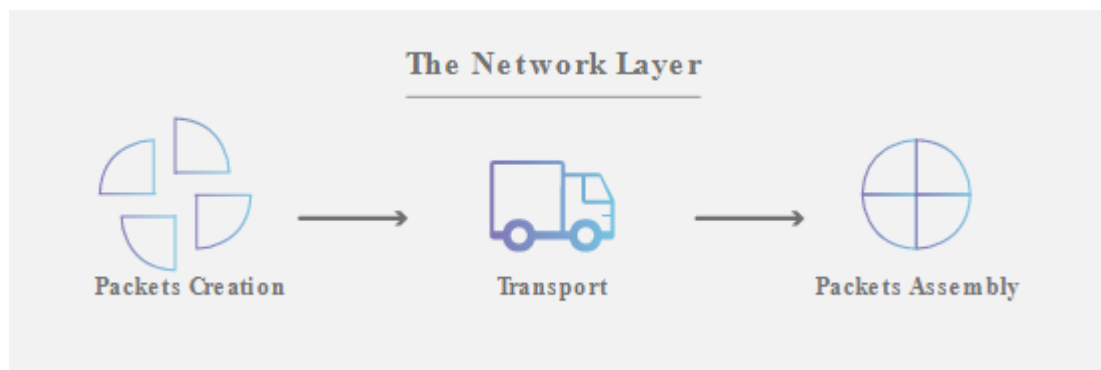 The Network Layer
Packets Creation
Transport
Packets Assembly